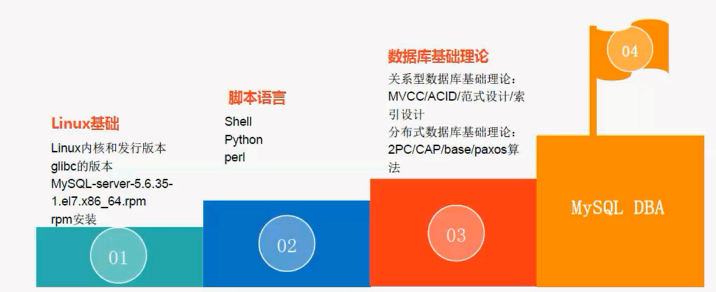 Linux基础
Linux内核和发行版本
glibc的版本
MySQL-server-5.6.35-
1.el7.x86_64.rpm
rpm安装
01
脚本语言
Shell
Python
perl
02
数据库基础理论
关系型数据库基础理论:
MVCC/ACID/范式设计/索
引设计
分布式数据库基础理论:
2PC/CAP/base/paxos算
法
03
04
MySQL DBA